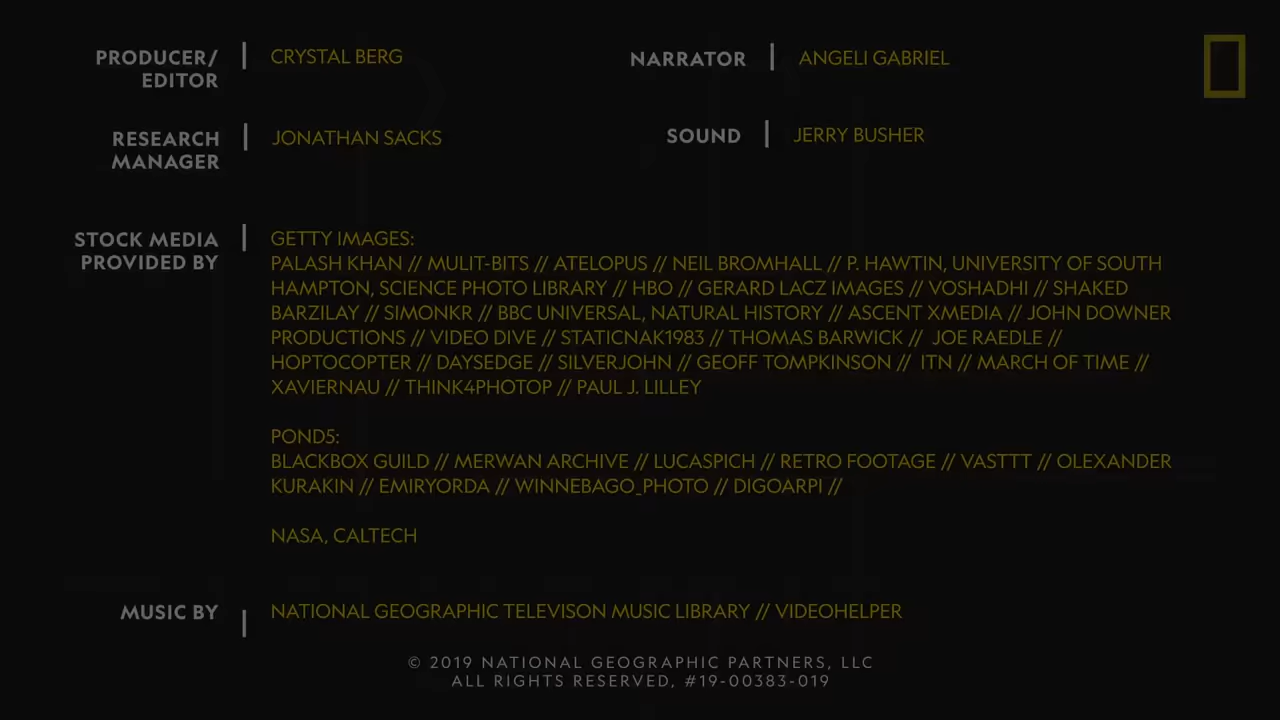 PRODUCER/ | CRYSTAL BERG
EDITOR
NARRATOR | ANGELI GABRIEL
RESEARCH | JONATHAN SACKS
MANAGER
SOUND | JERRY BUSHER
STOCK MEDIA | GETTY IMAGES:
PROVIDED BY
PALASH KHAN // MULIT-BITS // ATELOPUS // NEIL BROMHALL // P. HAWTIN, UNIVERSITY OF SOUTH
HAMPTON, SCIENCE PHOTO LIBRARY // HBO // GERARD LACZ IMAGES // VOSHADHI // SHAKED
BARZILAY // SIMONKR // BBC UNIVERSAL, NATURAL HISTORY // ASCENT XMEDIA // JOHN DOWNER
PRODUCTIONS // VIDEO DIVE // STATICNAK1983 // THOMAS BARWICK // JOE RAEDLE //
HOPTOCOPTER // DAYSEDGE // SILVERJOHN // GEOFF TOMPKINSON // ITN // MARCH OF TIME //
XAVIERNAU // THINK4PHOTOP // PAUL J. LILLEY
POND5:
BLACKBOX GUILD // MERWAN ARCHIVE // LUCASPICH // RETRO FOOTAGE // VASTTT // OLEXANDER
KURAKIN // EMIRYORDA // WINNEBAGO_PHOTO // DIGOARPI //
NASA, CALTECH
MUSIC BY | NATIONAL GEOGRAPHIC TELEVISON MUSIC LIBRARY // VIDEOHELPER
© 2019 NATIONAL GEOGRAPHIC PARTNERS, LLC
ALL RIGHTS RESERVED, #19-00383-019